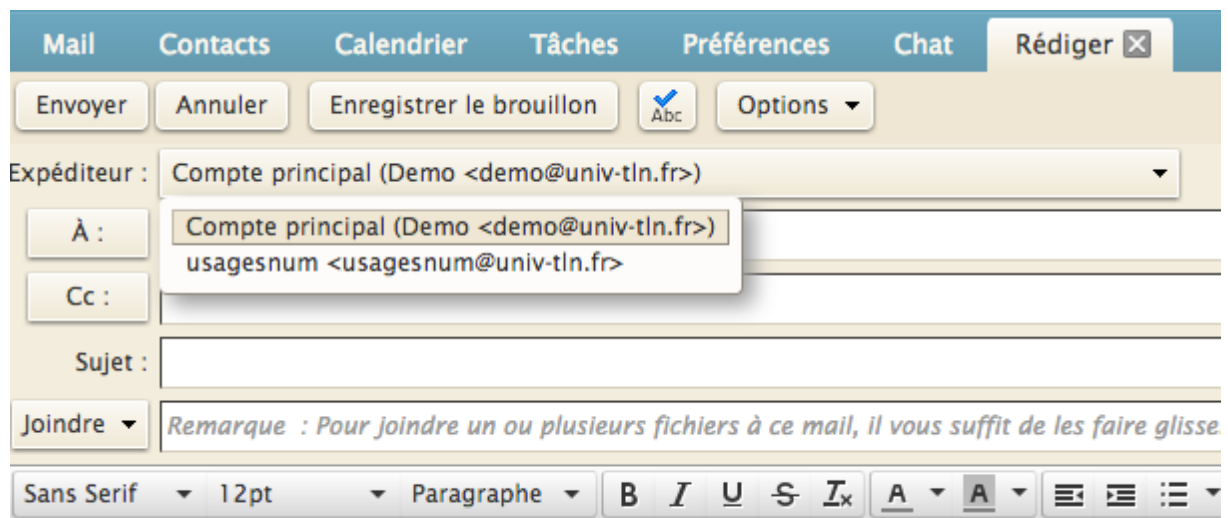 Mail Contacts Calendrier Tâches Préférences Chat Rédiger
Envoyer Annuler Enregistrer le brouillon Abc Options
Expéditeur : Compte principal (Demo <demo@univ-tln.fr>)
À : Compte principal (Demo <demo@univ-tln.fr>)
usagesnum <usagesnum@univ-tln.fr>
Cc :
Sujet :
Joindre Remarque : Pour joindre un ou plusieurs fichiers à ce mail, il vous suffit de les faire glisse
Sans Serif 12pt Paragraphe B I U S Tx A A